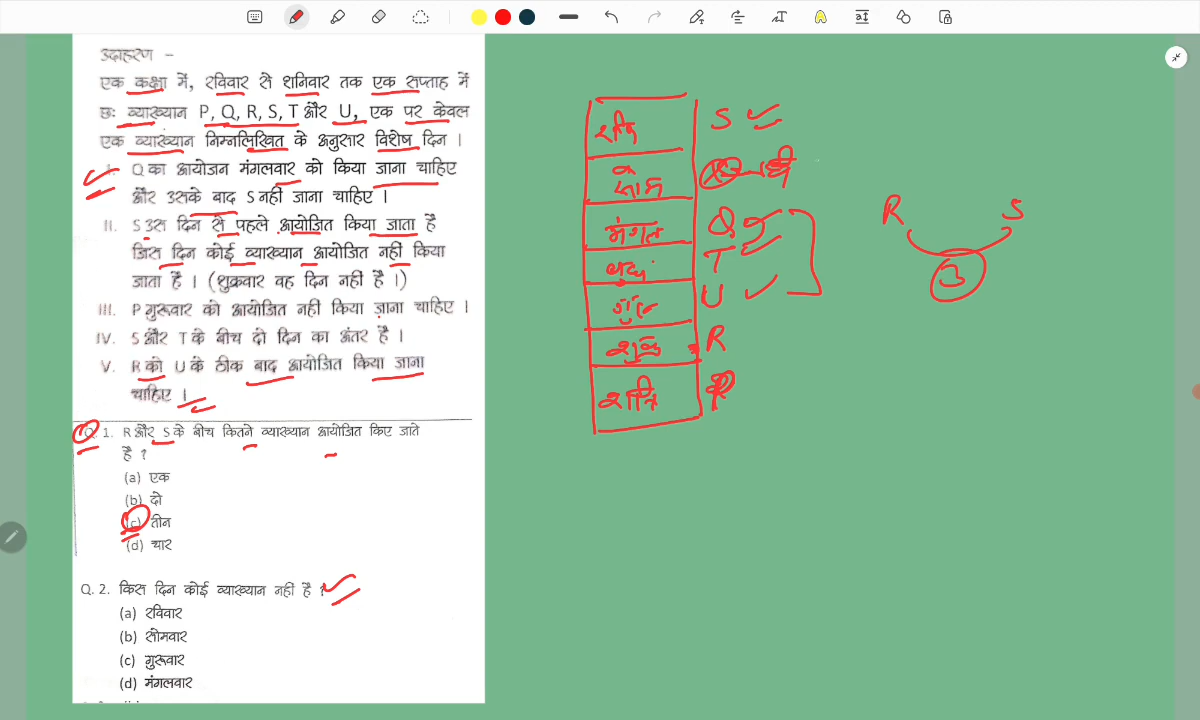 उदाहरण –
एक कक्षा में, रविवार से शनिवार तक एक सप्ताह में
छः व्याख्यान P, Q, R, S, T और U, एक पर केवल
एक व्याख्यान निम्नलिखित के अनुसार विशेष दिन ।
I. Q का आयोजन मंगलवार को किया जाना चाहिए
और उसके बाद S नहीं जाना चाहिए ।
II. S उस दिन से पहले आयोजित किया जाता है
जिस दिन कोई व्याख्यान आयोजित नहीं किया
जाता है । (शुक्रवार वह दिन नहीं है ।)
III. P गुरूवार को आयोजित नही किया जाना चाहिए ।
IV. S और T के बीच दो दिन का अंतर है ।
V. R को U के ठीक बाद आयोजित किया जाना
चाहिए ।
Q. 1. R और S के बीच कितने व्याख्यान आयोजित किए जाते
है ?
(a) एक
(b) दो
(c) तीन
(d) चार
Q. 2. किस दिन कोई व्याख्यान नहीं है ?
(a) रविवार
(b) सोमवार
(c) गुरूवार
(d) मंगलवार
S
मंगल Q
T
U
R
R S
3